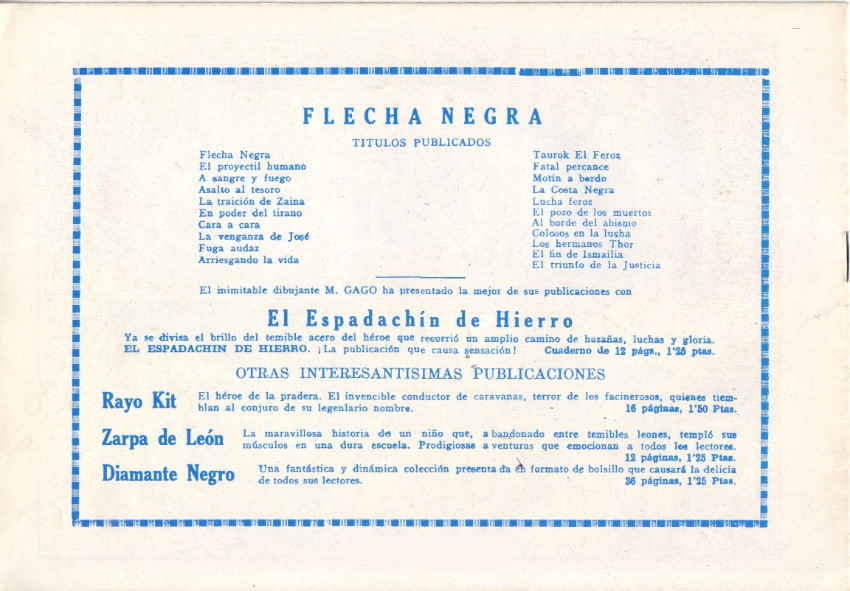 FLECHA NEGRA
TITULOS PUBLICADOS
Flecha Negra
El proyectil humano
A sangre y fuego
Asalto al tesoro
La traición de Zaina
En poder del tirano
Cara a cara
La venganza de José
Fuga audaz
Arriesgando la vida
Taurok El Feroz
Fatal percance
Motín a bordo
La Costa Negra
Lucha feroz
El pozo de los muertos
Al borde del abismo
Colosos en la lucha
Los hermanos Thor
El fin de Ismailia
El triunfo de la Justicia
El inimitable dibujante M. GAGO ha presentado la mejor de sus publicaciones con
El Espadachín de Hierro
Ya se divisa el brillo del temible acero del héroe que recorrió un amplio camino de hazañas, luchas y gloria.
EL ESPADACHIN DE HIERRO. ¡La publicación que causa sensación! Cuaderno de 12 págs., 1'25 ptas.
OTRAS INTERESANTISIMAS PUBLICACIONES
Rayo Kit
El héroe de la pradera. El invencible conductor de caravanas, terror de los facinerosos, quienes tiem-
blan al conjuro de su legenlario nombre. 16 páginas, 1'50 Ptas.
Zarpa de León
La maravillosa historia de un niño que, abandonado entre temibles leones, templó sus
músculos en una dura escuela. Prodigiosas aventuras que emocionan a todos los lectores.
12 páginas, 1'25 Ptas.
Diamante Negro
Una fantástica y dinámica colección presentada en formato de bolsillo que causará la delicia
de todos sus lectores. 36 páginas, 1'25 Ptas.